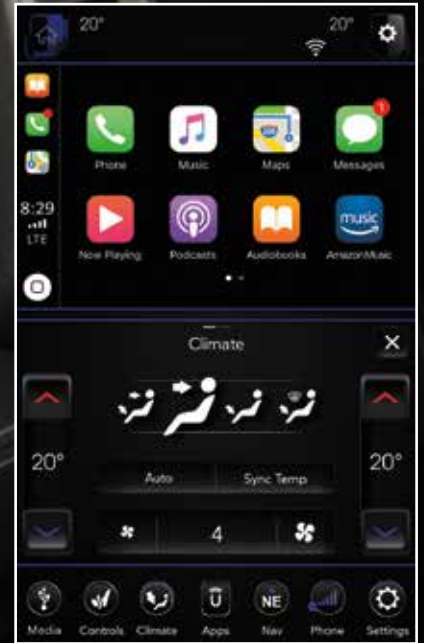 20° 20°
1
Phone Music Maps Messages
8:29
LTE
music
Now Playing Podcasts Audiobooks AmazonMusic
Climate
20° 20°
Auto Sync Temp
4
U NE
Media Controls Climate Apps Nav Phone Settings